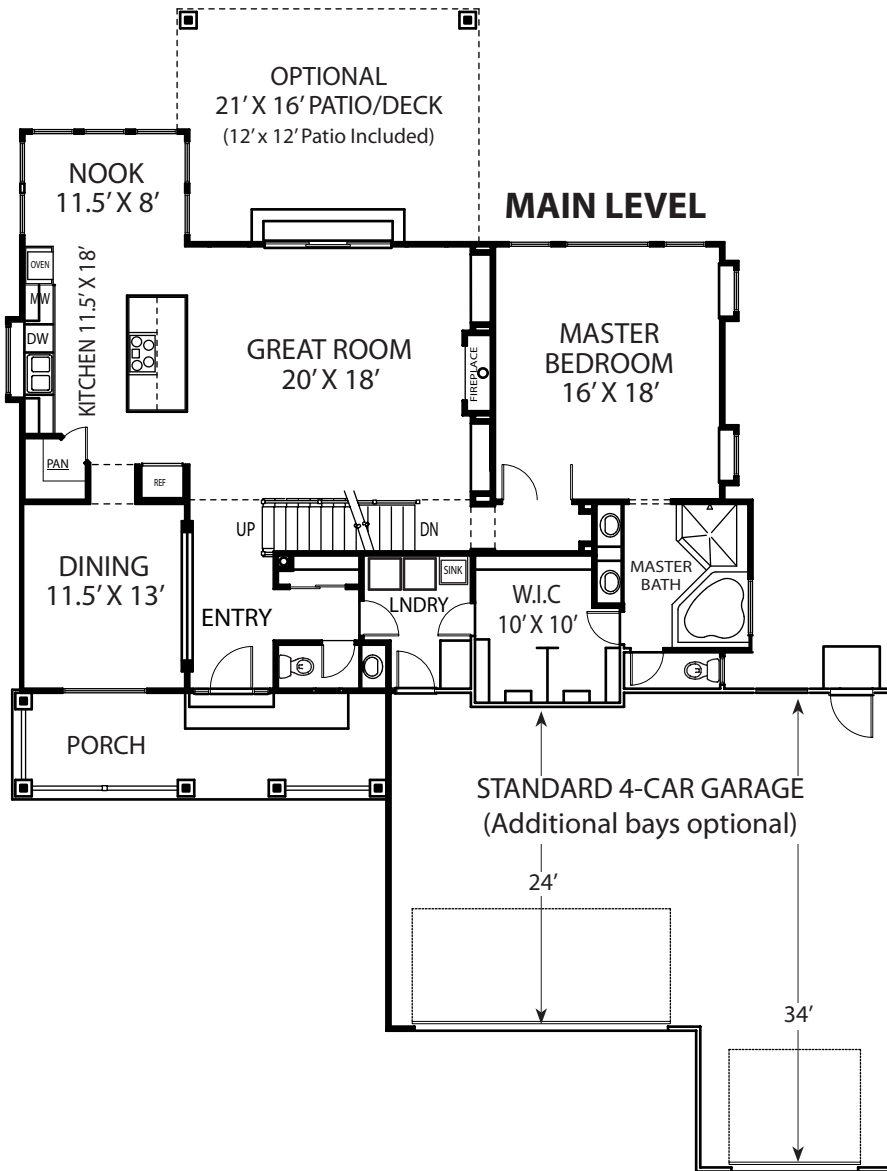 OPTIONAL
21' X 16' PATIO/DECK
(12' x 12' Patio Included)
NOOK
11.5' X 8'
MAIN LEVEL
OVEN
MW
DW
KITCHEN 11.5' X 18'
GREAT ROOM
20' X 18'
FIREPLACE
MASTER
BEDROOM
16' X 18'
PAN
REF
UP
DN
DINING
11.5' X 13'
ENTRY
SINK
LNDRY
W.I.C
10' X 10'
MASTER
BATH
PORCH
STANDARD 4-CAR GARAGE
(Additional bays optional)
24'
34'